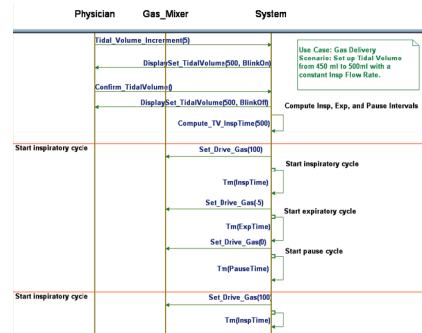 Physician Gas_Mixer System
Tidal_Volume_Increment(5)
Use Case: Gas Delivery
Scenario: Set up Tidal Volume
from 450 ml to 500ml with a
constant Insp Flow Rate.
DisplaySet_TidalVolume(500, BlinkOn)
Confirm_TidalVolume()
DisplaySet_TidalVolume(500, BlinkOff)
Compute Insp, Exp, and Pause Intervals
Compute_TV_InspTime(500)
Start inspiratory cycle
Set_Drive_Gas(100)
Start inspiratory cycle
Tm(InspTime)
Set_Drive_Gas(-5)
Start expiratory cycle
Tm(ExpTime)
Set_Drive_Gas(0)
Start pause cycle
Tm(PauseTime)
Start inspiratory cycle
Set_Drive_Gas(100)
Tm(InspTime)